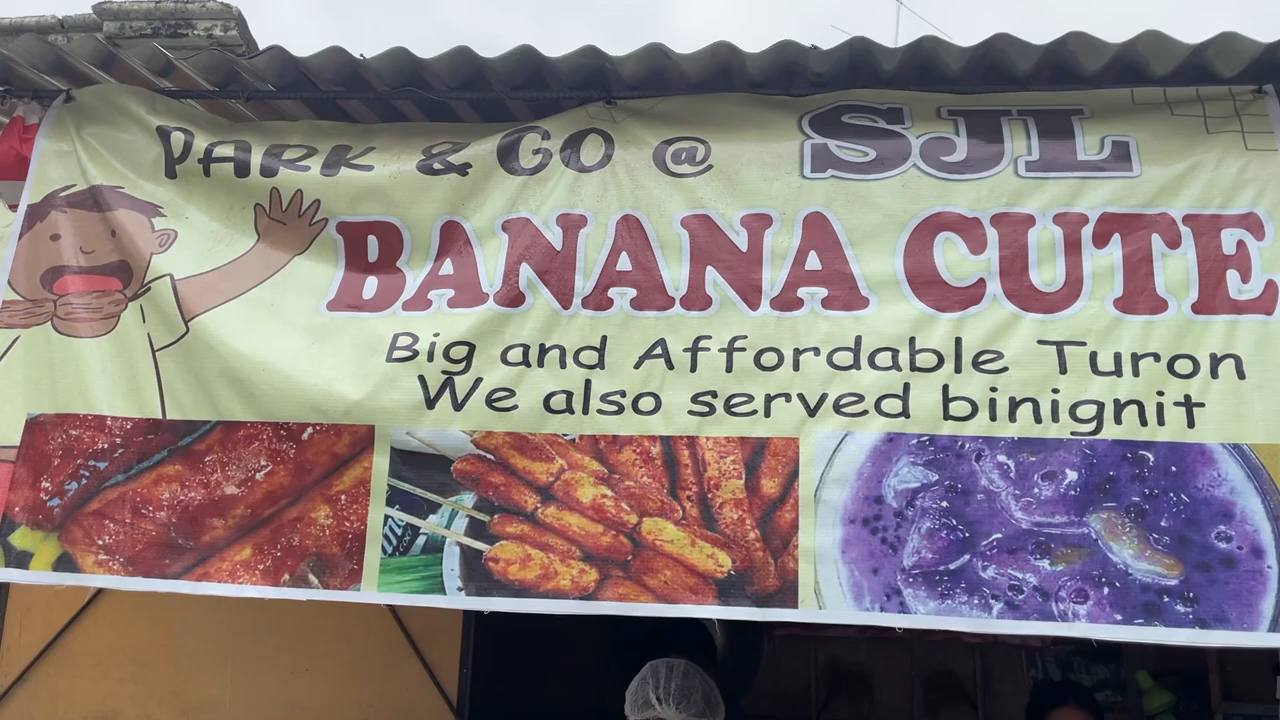 PARK & GO @ SJL
BANANA CUTE
Big and Affordable Turon
We also served binignit